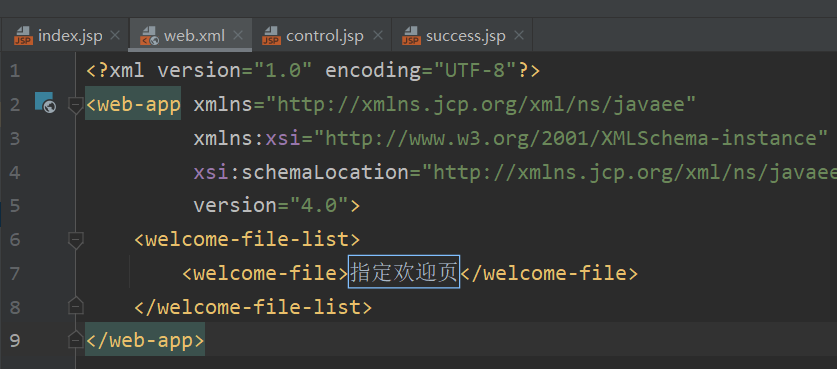 index.jsp web.xml control.jsp success.jsp
1 <?xml version="1.0" encoding="UTF-8"?>
2 <web-app xmlns="http://xmlns.jcp.org/xml/ns/javaee"
3 xmlns:xsi="http://www.w3.org/2001/XMLSchema-instance"
4 xsi:schemaLocation="http://xmlns.jcp.org/xml/ns/javaee
5 version="4.0">
6 <welcome-file-list>
7 <welcome-file>指定欢迎页</welcome-file>
8 </welcome-file-list>
9 </web-app>